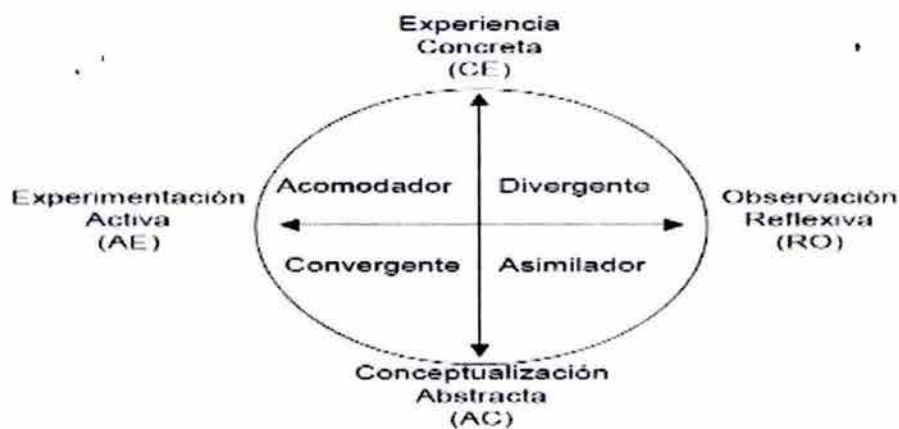 Experiencia
Concreta
(CE)
Acomodador
Divergente
Experimentación
Activa
(AE)
Observación
Reflexiva
(RO)
Convergente
Asimilador
Conceptualización
Abstracta
(AC)